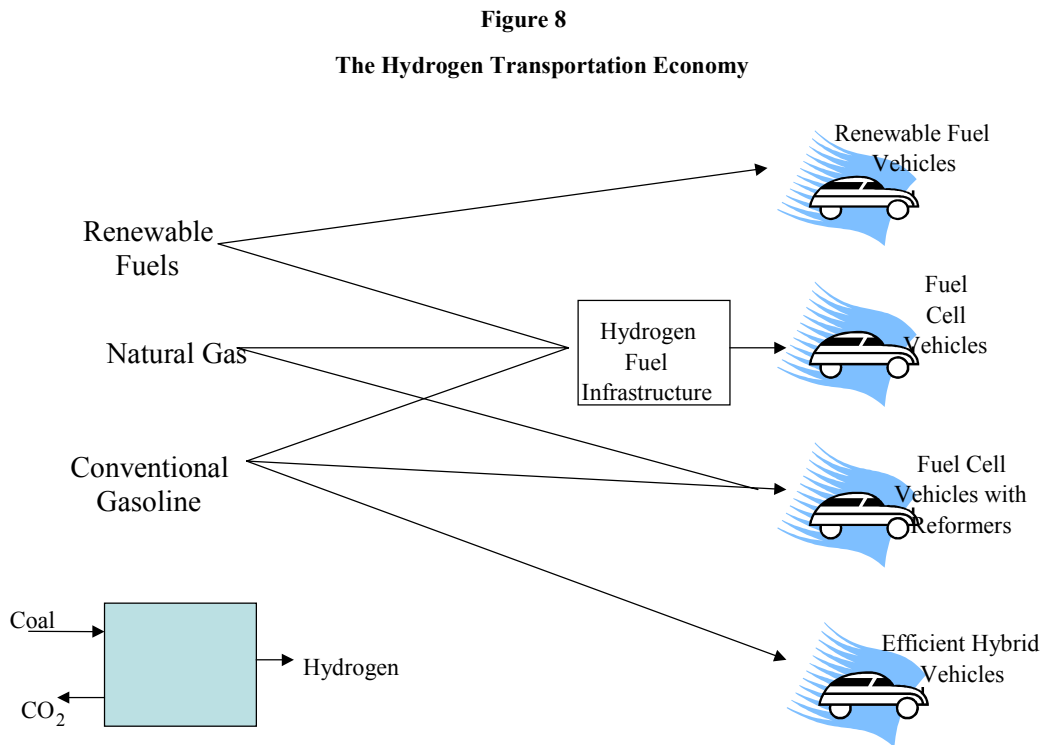 Figure 8
The Hydrogen Transportation Economy
Renewable Fuel
Vehicles
Renewable
Fuels
Fuel
Cell
Vehicles
Hydrogen
Fuel
Infrastructure
Natural Gas
Conventional
Gasoline
Fuel Cell
Vehicles with
Reformers
Coal
Hydrogen
CO2
Efficient Hybrid
Vehicles